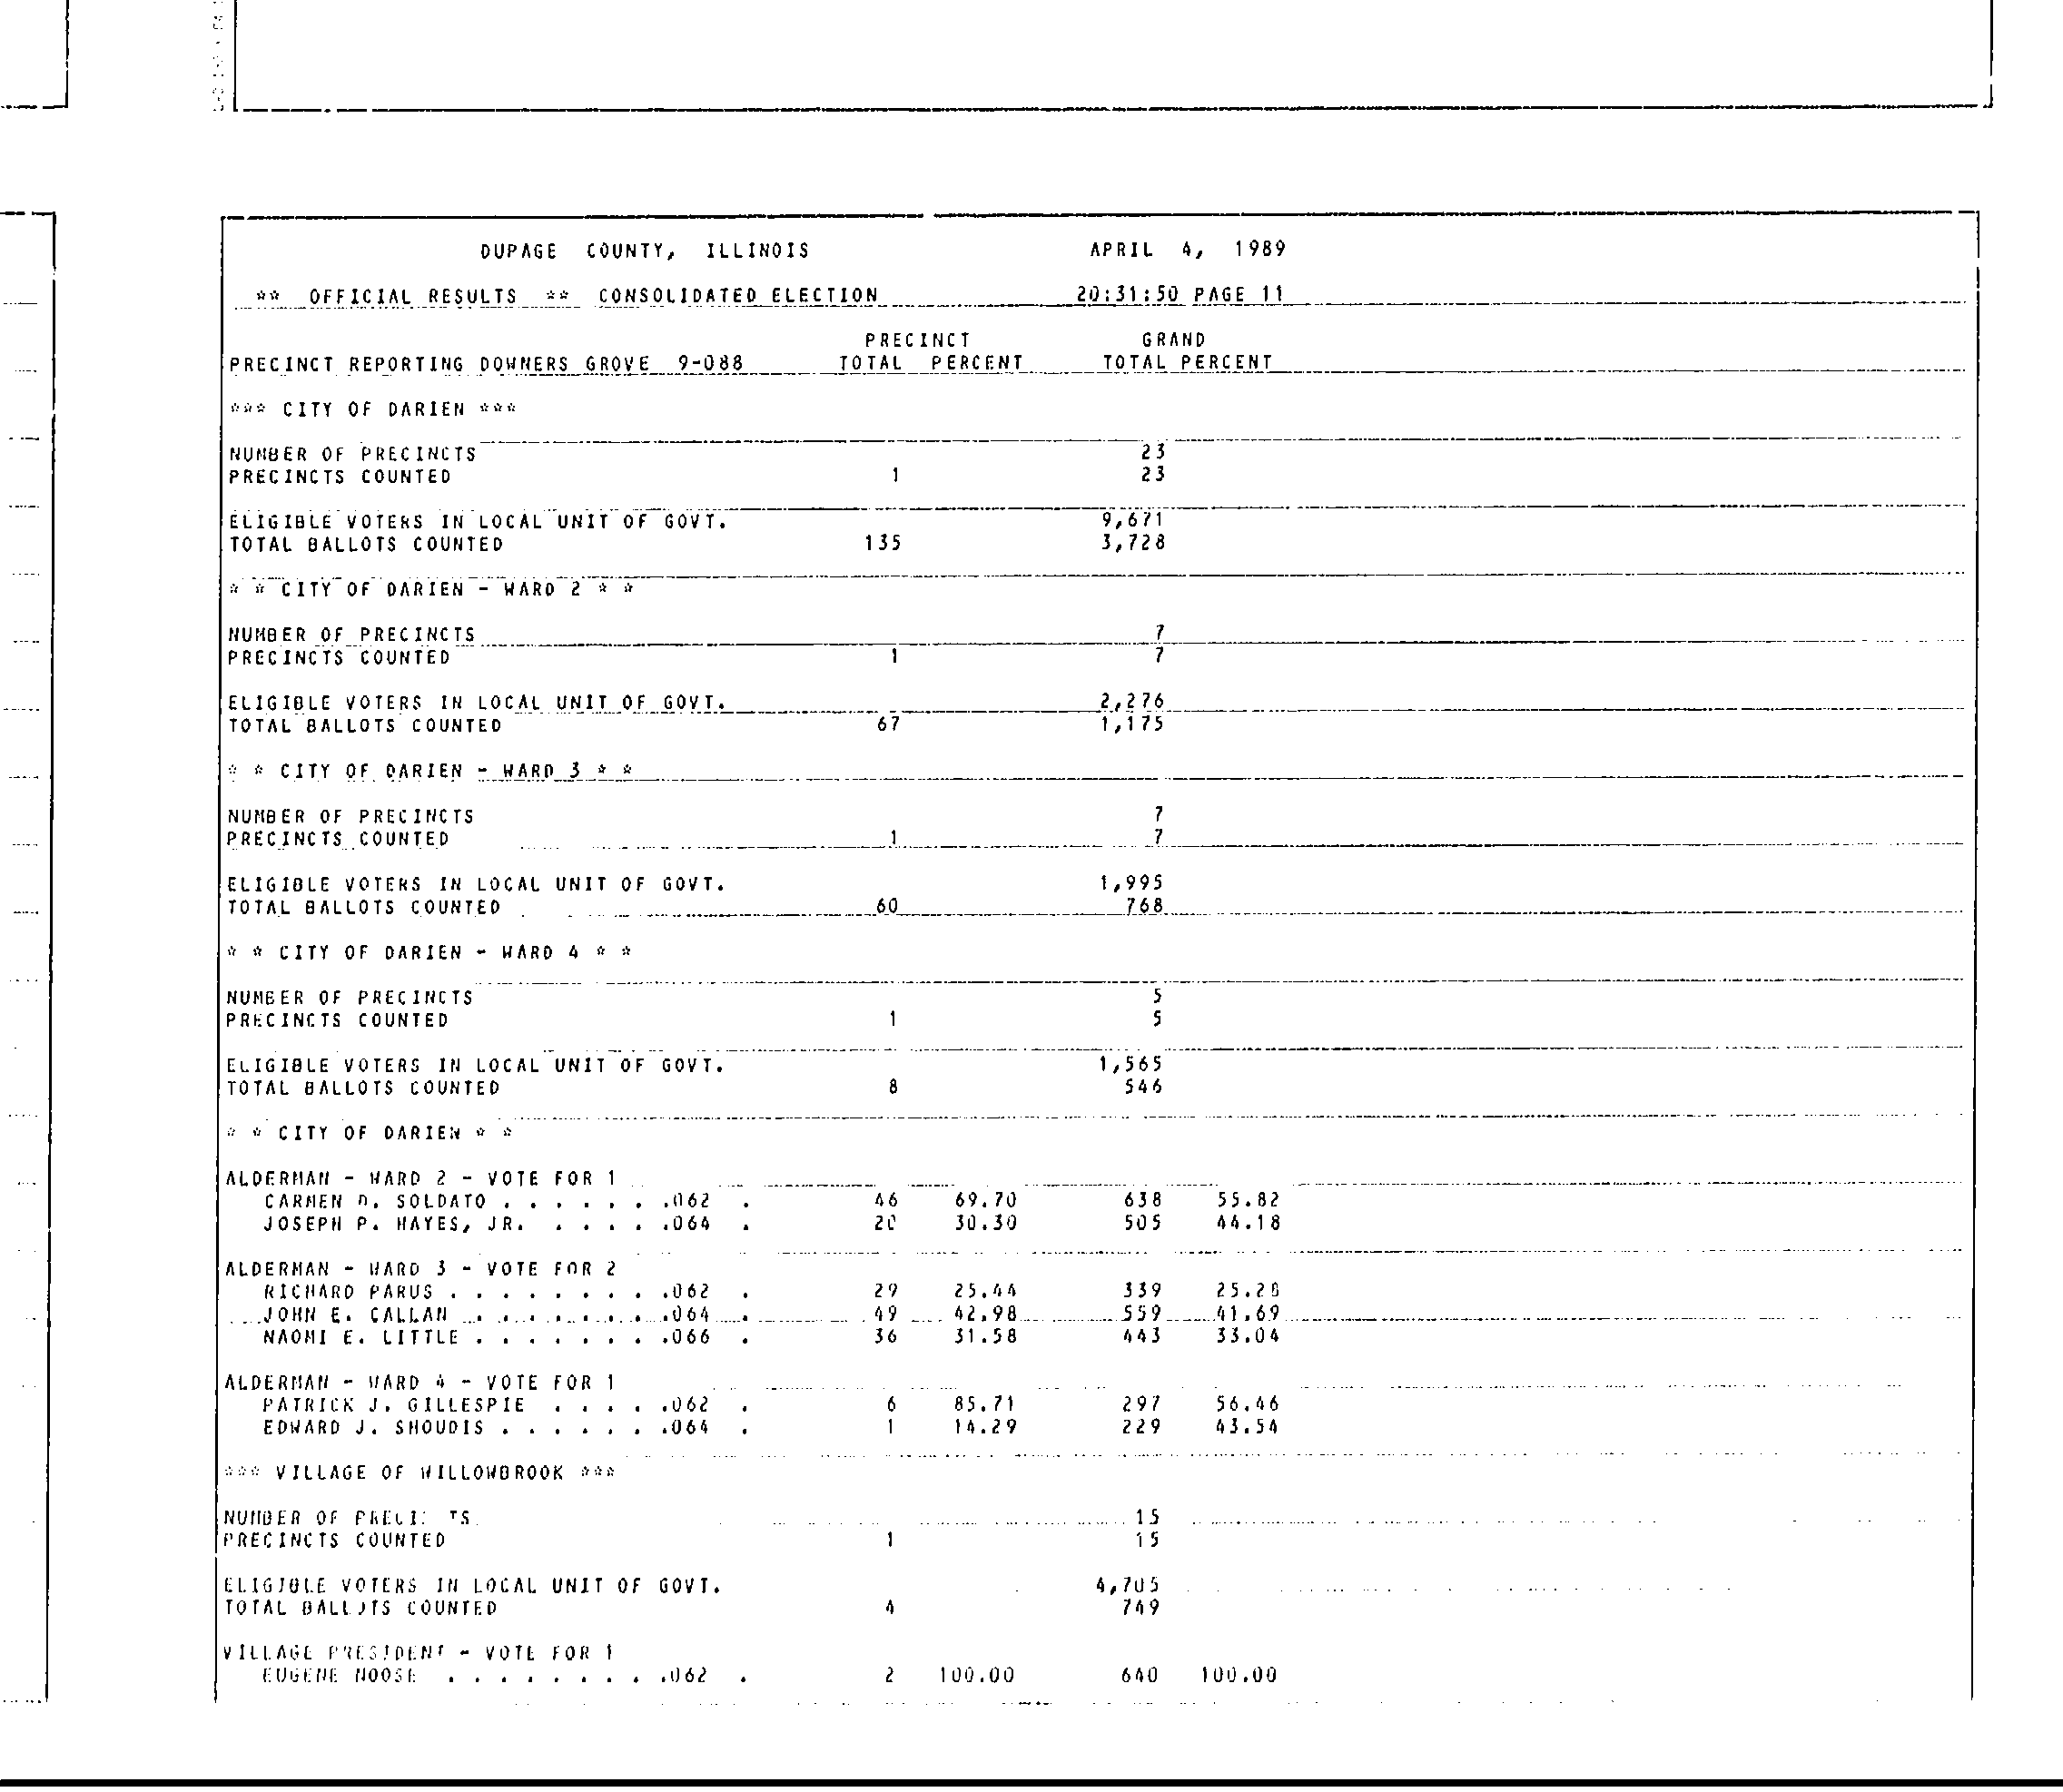 DUPAGE COUNTY, ILLINOIS APRIL 4, 1989
** OFFICIAL RESULTS ** CONSOLIDATED ELECTION 20:31:50 PAGE 11
PRECINCT GRAND
PRECINCT REPORTING DOWNERS GROVE 9-088 TOTAL PERCENT TOTAL PERCENT
*** CITY OF DARIEN ***
NUMBER OF PRECINCTS 23
PRECINCTS COUNTED 1 23
ELIGIBLE VOTERS IN LOCAL UNIT OF GOVT. 9,671
TOTAL BALLOTS COUNTED 135 3,728
* * CITY OF DARIEN - WARD 2 * *
NUMBER OF PRECINCTS 7
PRECINCTS COUNTED 1 7
ELIGIBLE VOTERS IN LOCAL UNIT OF GOVT. 2,276
TOTAL BALLOTS COUNTED 67 1,175
* * CITY OF DARIEN - WARD 3 * *
NUMBER OF PRECINCTS 7
PRECINCTS COUNTED 1 7
ELIGIBLE VOTERS IN LOCAL UNIT OF GOVT. 1,995
TOTAL BALLOTS COUNTED 60 768
* * CITY OF DARIEN - WARD 4 * *
NUMBER OF PRECINCTS 5
PRECINCTS COUNTED 1 5
ELIGIBLE VOTERS IN LOCAL UNIT OF GOVT. 1,565
TOTAL BALLOTS COUNTED 8 546
* * CITY OF DARIEN * *
ALDERMAN - WARD 2 - VOTE FOR 1
CARMEN D. SOLDATO . . . . . . .062 . 46 69.70 638 55.82
JOSEPH P. HAYES, JR. . . . . .064 . 20 30.30 505 44.18
ALDERMAN - WARD 3 - VOTE FOR 2
RICHARD PARUS . . . . . . . . .062 . 29 25.44 339 25.28
JOHN E. CALLAN . . . . . . . .064 . 49 42.98 559 41.69
NAOMI E. LITTLE . . . . . . . .066 . 36 31.58 443 33.04
ALDERMAN - WARD 4 - VOTE FOR 1
PATRICK J. GILLESPIE . . . . .062 . 6 85.71 297 56.46
EDWARD J. SHOUDIS . . . . . . .064 . 1 14.29 229 43.54
*** VILLAGE OF WILLOWBROOK ***
NUMBER OF PRECINCTS 15
PRECINCTS COUNTED 1 15
ELIGIBLE VOTERS IN LOCAL UNIT OF GOVT. 4,705
TOTAL BALLOTS COUNTED 4 749
VILLAGE PRESIDENT - VOTE FOR 1
EUGENE NOOSE . . . . . . . . .062 . 2 100.00 640 100.00